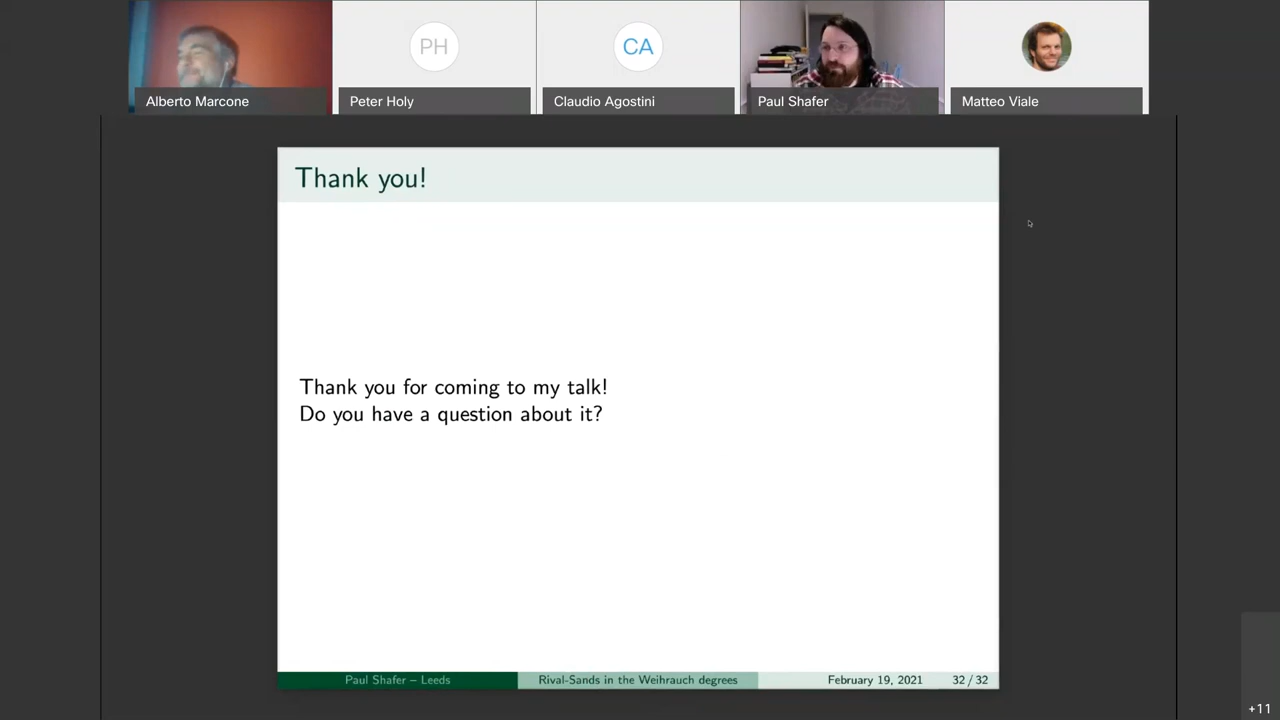 Alberto Marcone
PH
Peter Holy
CA
Claudio Agostini
Paul Shafer
Matteo Viale
Thank you!
Thank you for coming to my talk!
Do you have a question about it?
Paul Shafer – Leeds
Rival-Sands in the Weihrauch degrees
February 19, 2021
32 / 32
+11